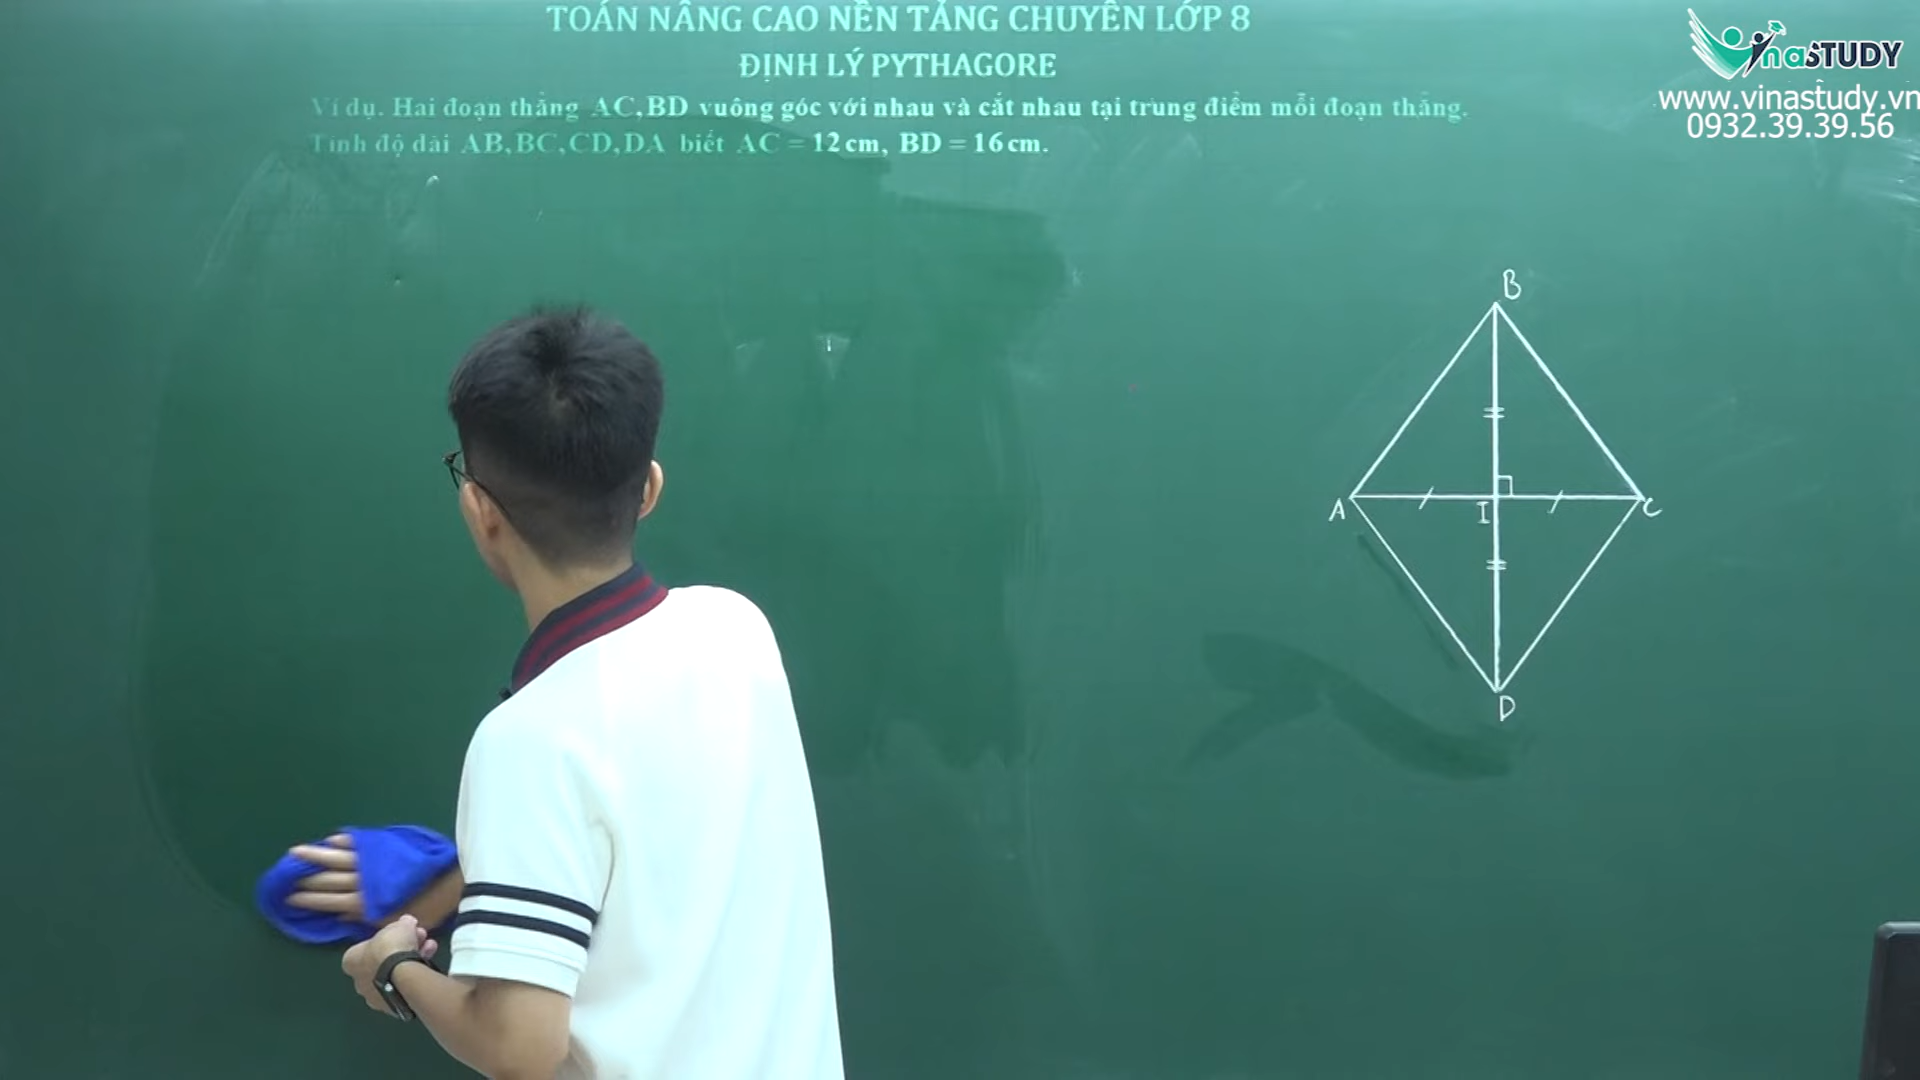 TOÁN NÂNG CAO NỀN TẢNG CHUYÊN LỚP 8
ĐỊNH LÝ PYTHAGORE
Ví dụ. Hai đoạn thẳng AC, BD vuông góc với nhau và cắt nhau tại trung điểm mỗi đoạn thẳng.
Tính độ dài AB, BC, CD, DA biết AC = 12 cm, BD = 16 cm.
VinaSTUDY
www.vinastudy.vn
0932.39.39.56
B
A
I
C
D